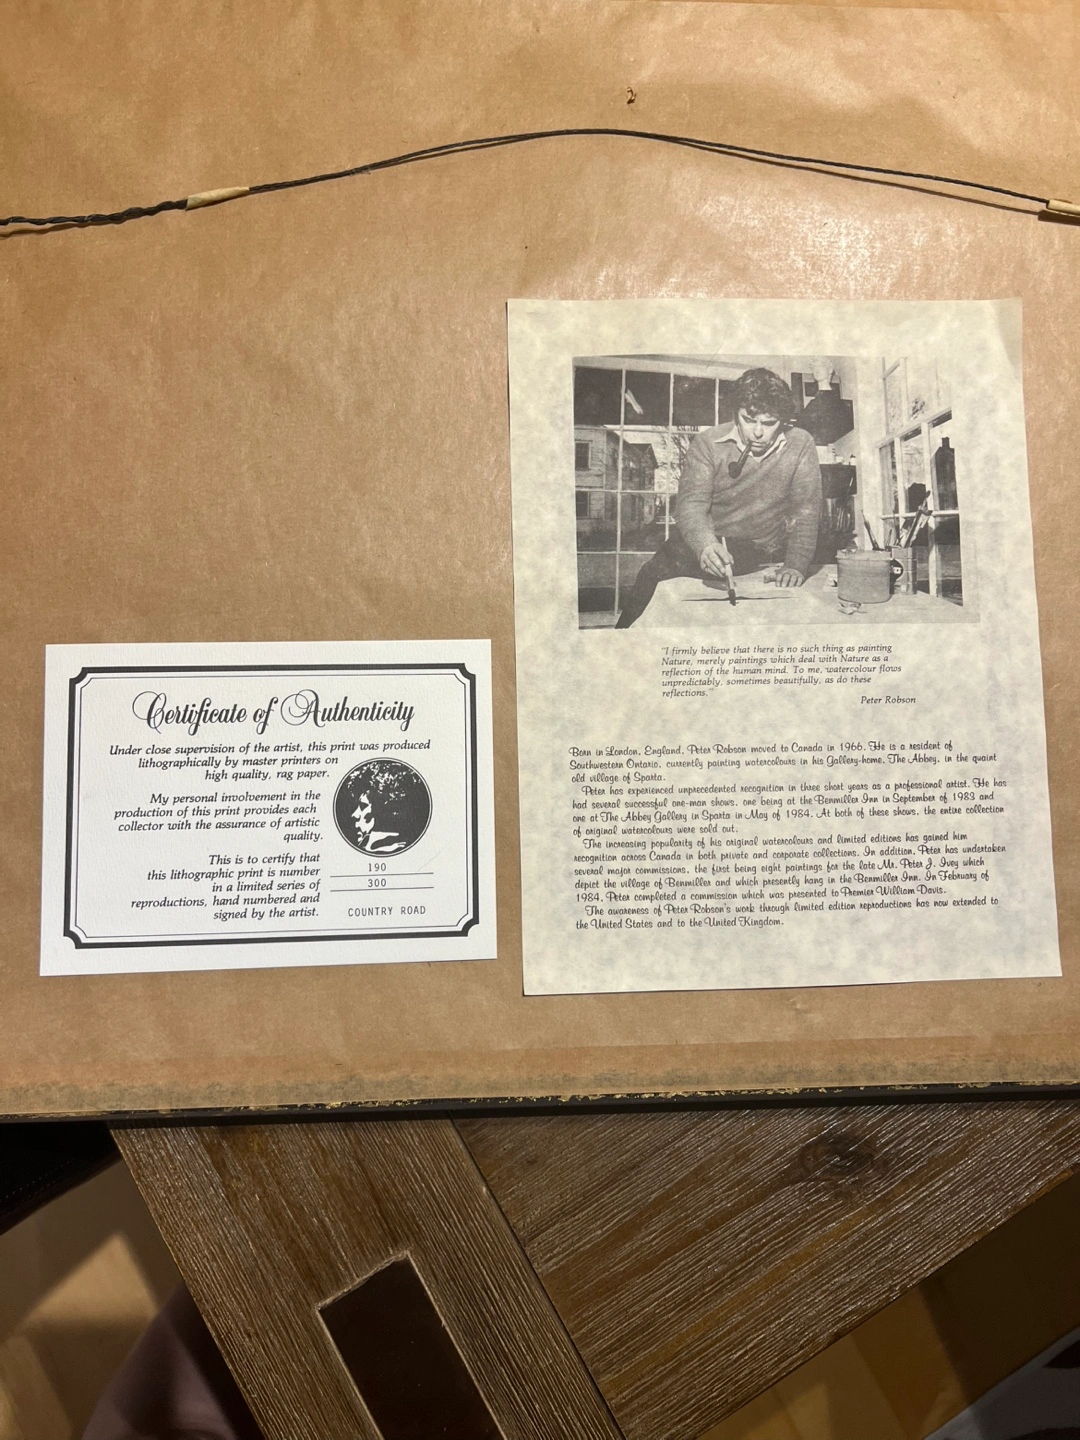 Certificate of Authenticity
Under close supervision of the artist, this print was produced
lithographically by master printers on
high quality, rag paper.
My personal involvement in the
production of this print provides each
collector with the assurance of artistic
quality.
This is to certify that
this lithographic print is number
in a limited series of
reproductions, hand numbered and
signed by the artist.
190
300
COUNTRY ROAD
"I firmly believe that there is no such thing as painting
Nature, merely paintings which deal with Nature as a
reflection of the human mind. To me, watercolour flows
unpredictably, sometimes beautifully, as do these
reflections."
Peter Robson
Born in London, England, Peter Robson moved to Canada in 1966. He is a resident of
Southwestern Ontario, currently painting watercolours in his Gallery-home, The Abbey, in the quaint
old village of Sparta.
Peter has experienced unprecedented recognition in three short years as a professional artist. He has
had several successful one-man shows, one being at the Benmiller Inn in September of 1983 and
one at The Abbey Gallery in Sparta in May of 1984. At both of these shows, the entire collection
of original watercolours were sold out.
The increasing popularity of his original watercolours and limited editions has gained him
recognition across Canada in both private and corporate collections. In addition, Peter has undertaken
several major commissions, the first being eight paintings for the late Mr. Peter J. Ivey which
depict the village of Benmiller and which presently hang in the Benmiller Inn. In February of
1984, Peter completed a commission which was presented to Premier William Davis.
The awareness of Peter Robson's work through limited edition reproductions has now extended to
the United States and to the United Kingdom.